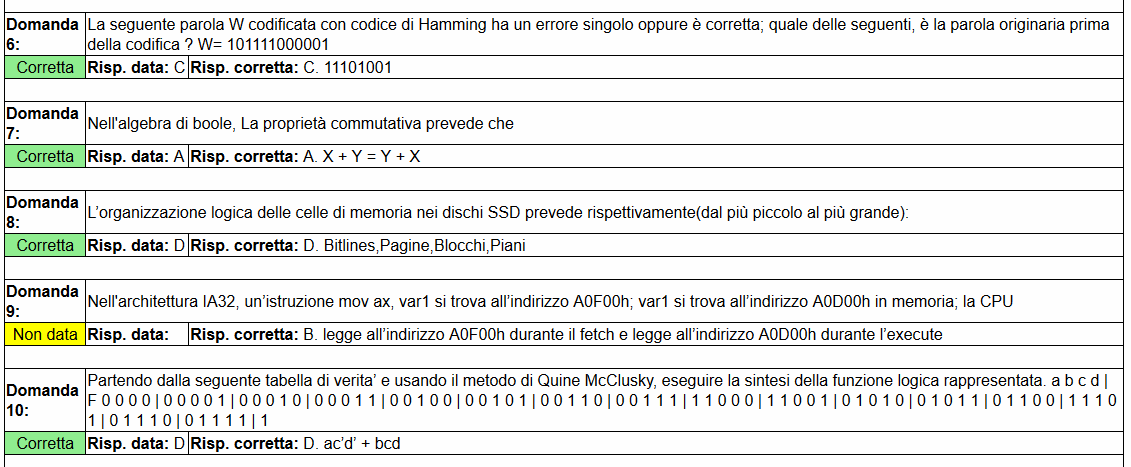 Domanda 6:
La seguente parola W codificata con codice di Hamming ha un errore singolo oppure è corretta; quale delle seguenti, è la parola originaria prima
della codifica ? W= 101111000001
Corretta
Risp. data: C
Risp. corretta: C. 11101001
Domanda 7:
Nell'algebra di boole, La proprietà commutativa prevede che
Corretta
Risp. data: A
Risp. corretta: A. X + Y = Y + X
Domanda 8:
L’organizzazione logica delle celle di memoria nei dischi SSD prevede rispettivamente(dal più piccolo al più grande):
Corretta
Risp. data: D
Risp. corretta: D. Bitlines,Pagine,Blocchi,Piani
Domanda 9:
Nell'architettura IA32, un’istruzione mov ax, var1 si trova all’indirizzo A0F00h; var1 si trova all’indirizzo A0D00h in memoria; la CPU
Non data
Risp. data:
Risp. corretta: B. legge all’indirizzo A0F00h durante il fetch e legge all’indirizzo A0D00h durante l’execute
Domanda 10:
Partendo dalla seguente tabella di verita’ e usando il metodo di Quine McClusky, eseguire la sintesi della funzione logica rappresentata. a b c d |
F 0 0 0 0 | 0 0 0 0 1 | 0 0 0 1 0 | 0 0 0 1 1 | 0 0 1 0 0 | 0 0 1 0 1 | 0 0 1 1 0 | 0 0 1 1 1 | 1 1 0 0 0 | 1 1 0 0 1 | 0 1 0 1 0 | 0 1 0 1 1 | 0 1 1 0 0 | 1 1 1 0
1 | 0 1 1 1 0 | 0 1 1 1 1 | 1
Corretta
Risp. data: D
Risp. corretta: D. ac’d’ + bcd